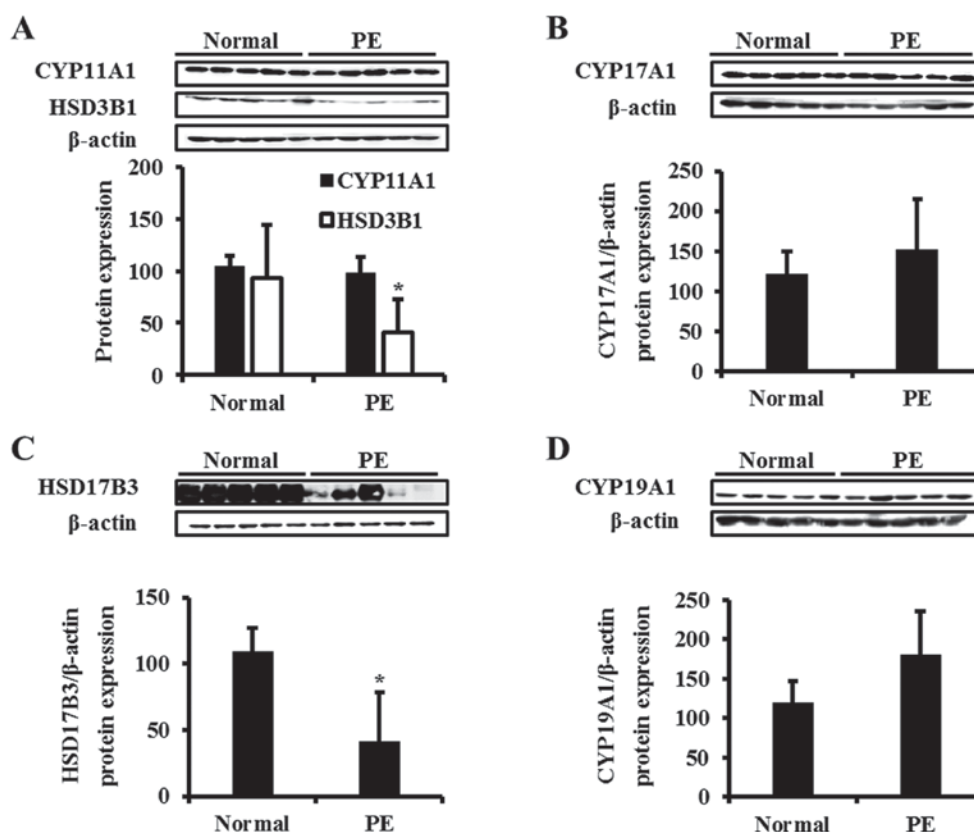 A
Normal PE
CYP11A1
HSD3B1
β-actin
Protein expression
200
150
100
50
0
CYP11A1
HSD3B1
*
Normal PE
B
Normal PE
CYP17A1
β-actin
CYP17A1/β-actin
protein expression
250
200
150
100
50
0
Normal PE
C
Normal PE
HSD17B3
β-actin
HSD17B3/β-actin
protein expression
150
100
50
0
*
Normal PE
D
Normal PE
CYP19A1
β-actin
CYP19A1/β-actin
protein expression
250
200
150
100
50
0
Normal PE